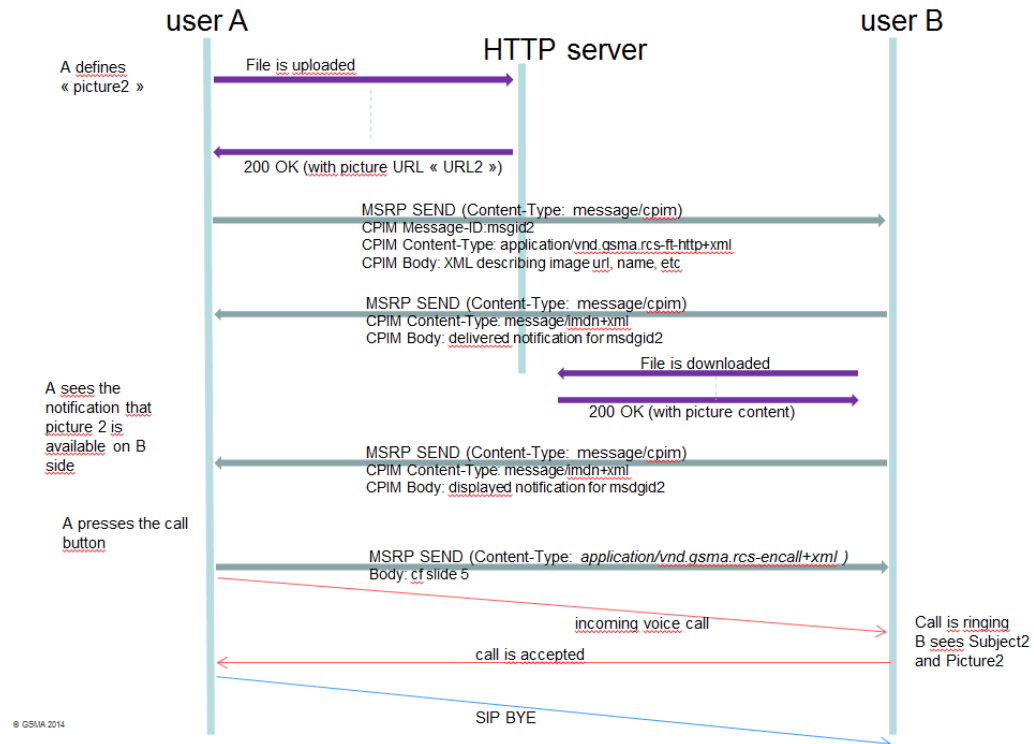 user A
user B
HTTP server
A defines
« picture2 »
File is uploaded
200 OK (with picture URL « URL2 »)
MSRP SEND (Content-Type: message/cpim)
CPIM Message-ID:msgid2
CPIM Content-Type: application/vnd.gsma.rcs-ft-http+xml
CPIM Body: XML describing image url, name, etc
MSRP SEND (Content-Type: message/cpim)
CPIM Content-Type: message/imdn+xml
CPIM Body: delivered notification for msdgid2
File is downloaded
200 OK (with picture content)
A sees the
notification that
picture 2 is
available on B
side
MSRP SEND (Content-Type: message/cpim)
CPIM Content-Type: message/imdn+xml
CPIM Body: displayed notification for msdgid2
A presses the call
button
MSRP SEND (Content-Type: application/vnd.gsma.rcs-encall+xml )
Body: cf slide 5
incoming voice call
Call is ringing
B sees Subject2
and Picture2
call is accepted
SIP BYE
© GSMA 2014